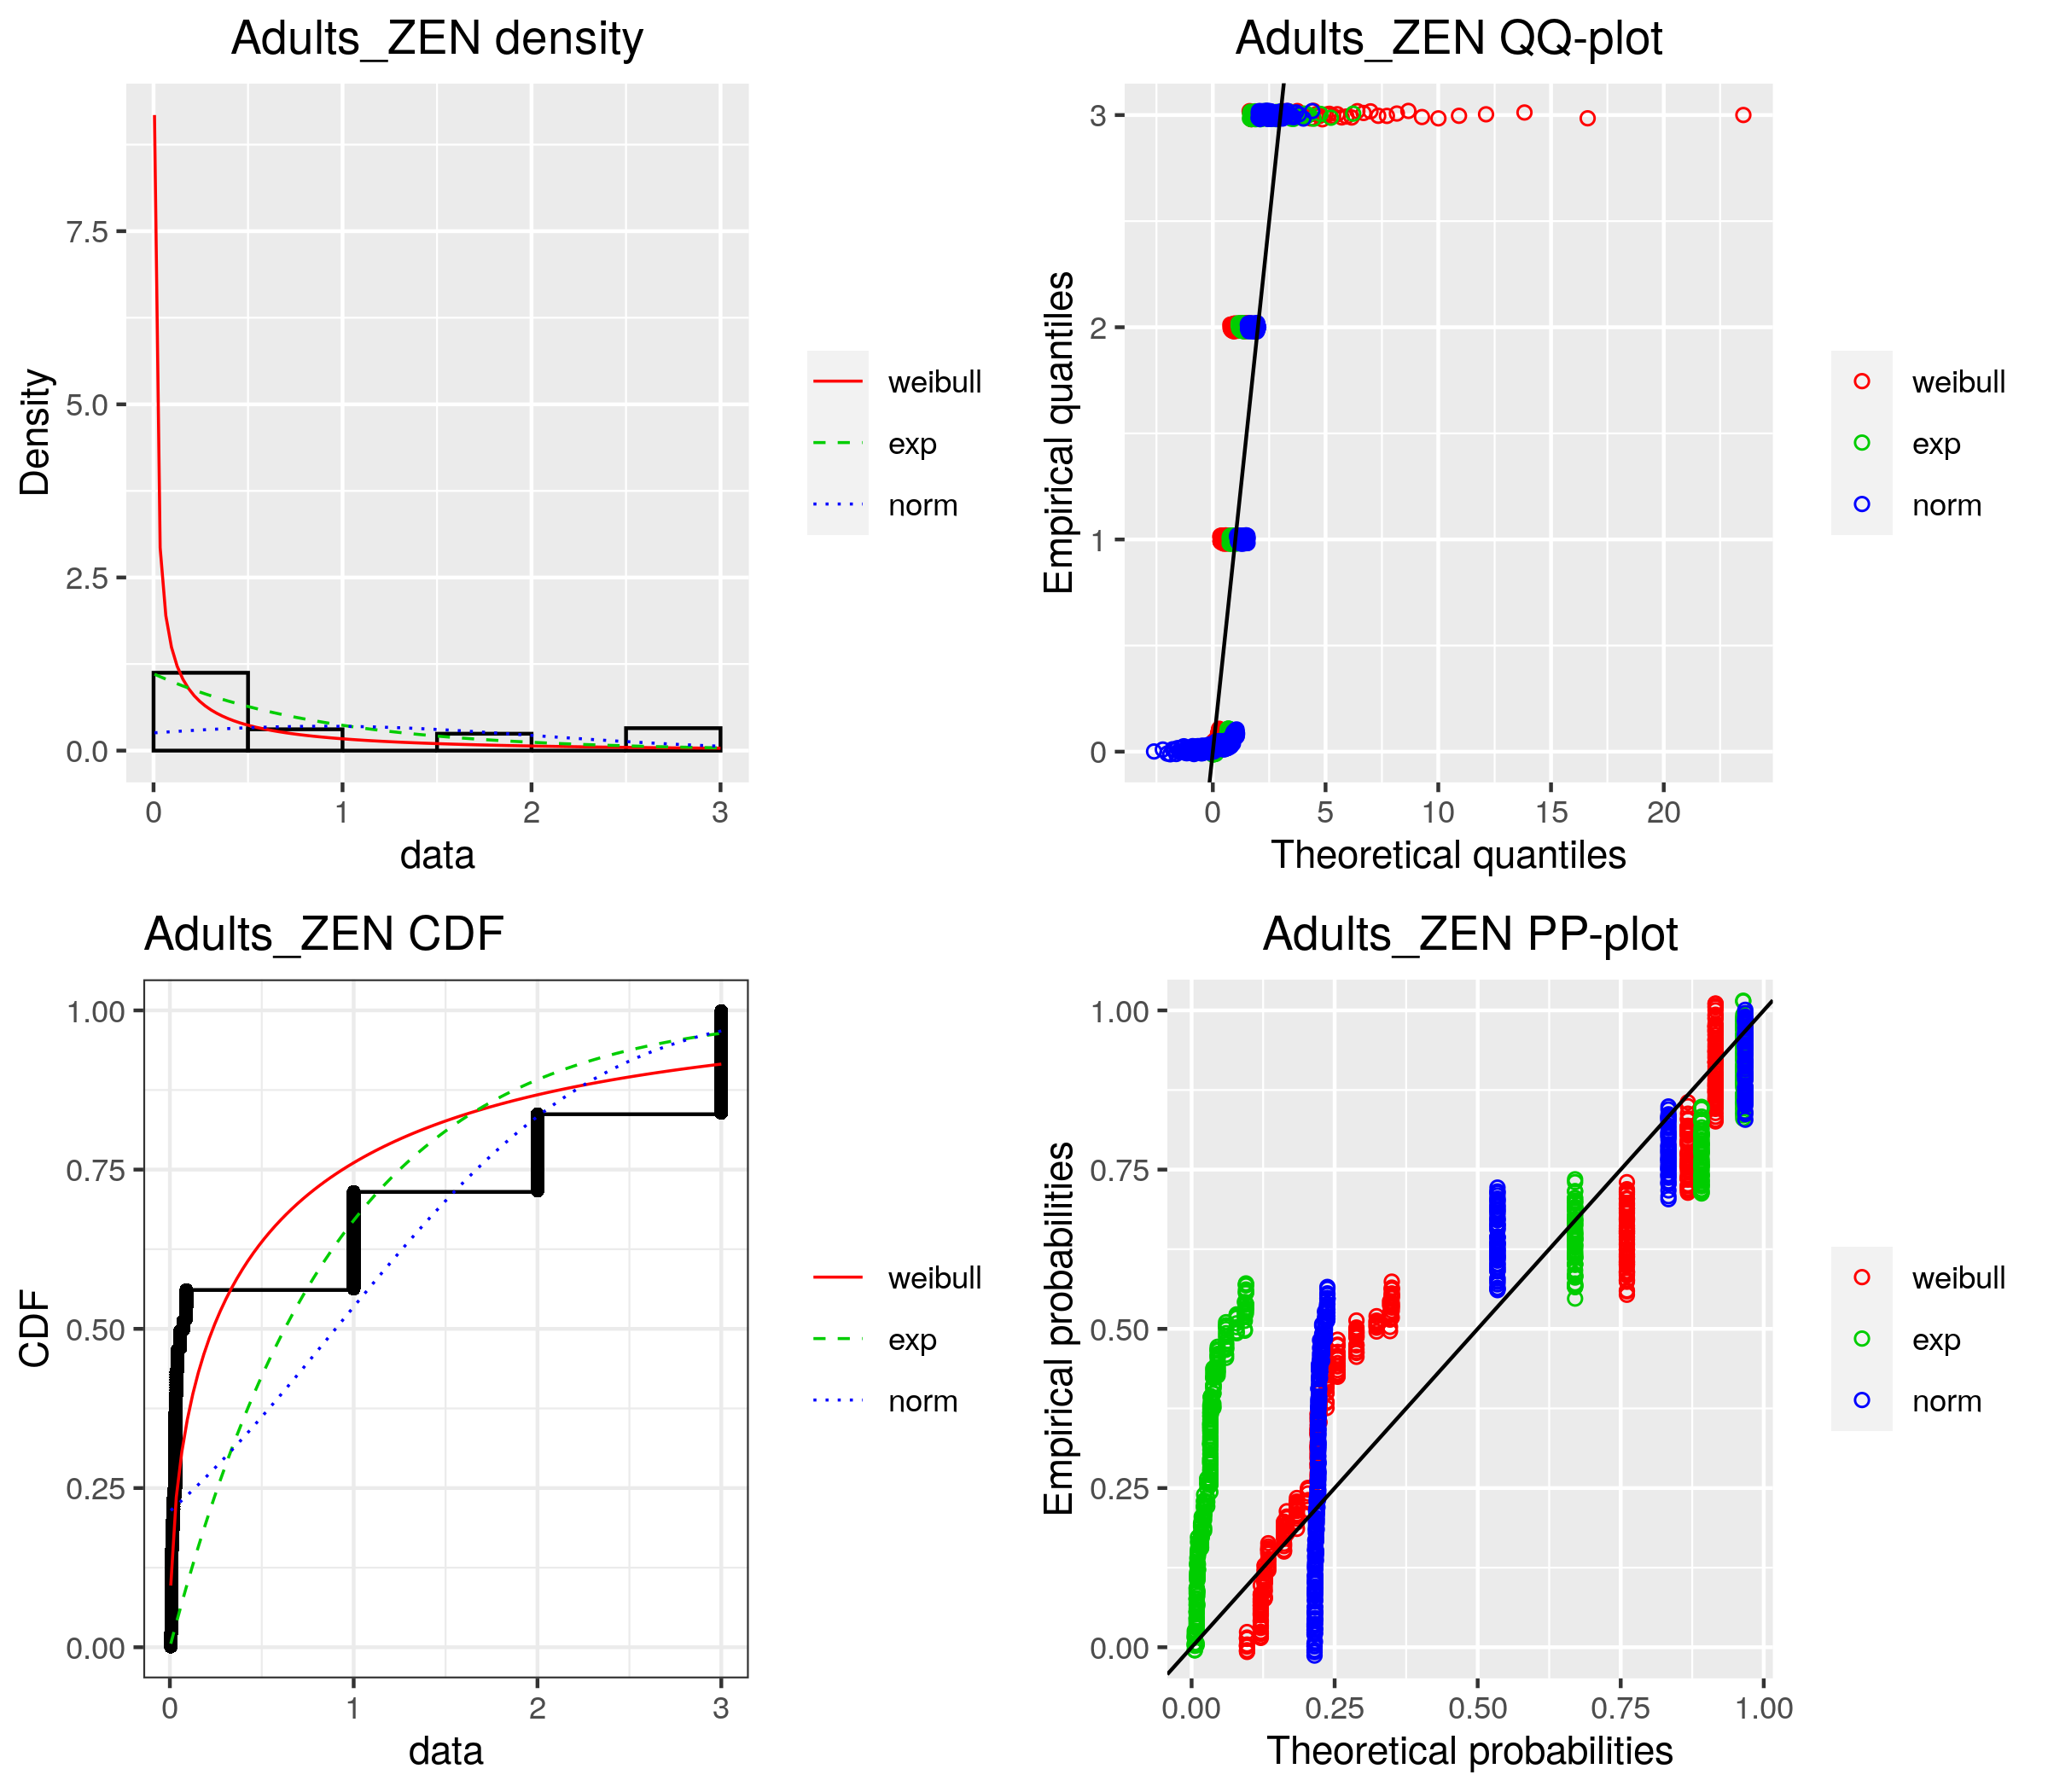 Adults_ZEN density
Density
7.5
5.0
2.5
0.0
0 1 2 3
data
weibull
exp
norm
Adults_ZEN QQ-plot
Empirical quantiles
3
2
1
0
0 5 10 15 20
Theoretical quantiles
weibull
exp
norm
Adults_ZEN CDF
CDF
1.00
0.75
0.50
0.25
0.00
0 1 2 3
data
weibull
exp
norm
Adults_ZEN PP-plot
Empirical probabilities
1.00
0.75
0.50
0.25
0.00
0.00 0.25 0.50 0.75 1.00
Theoretical probabilities
weibull
exp
norm